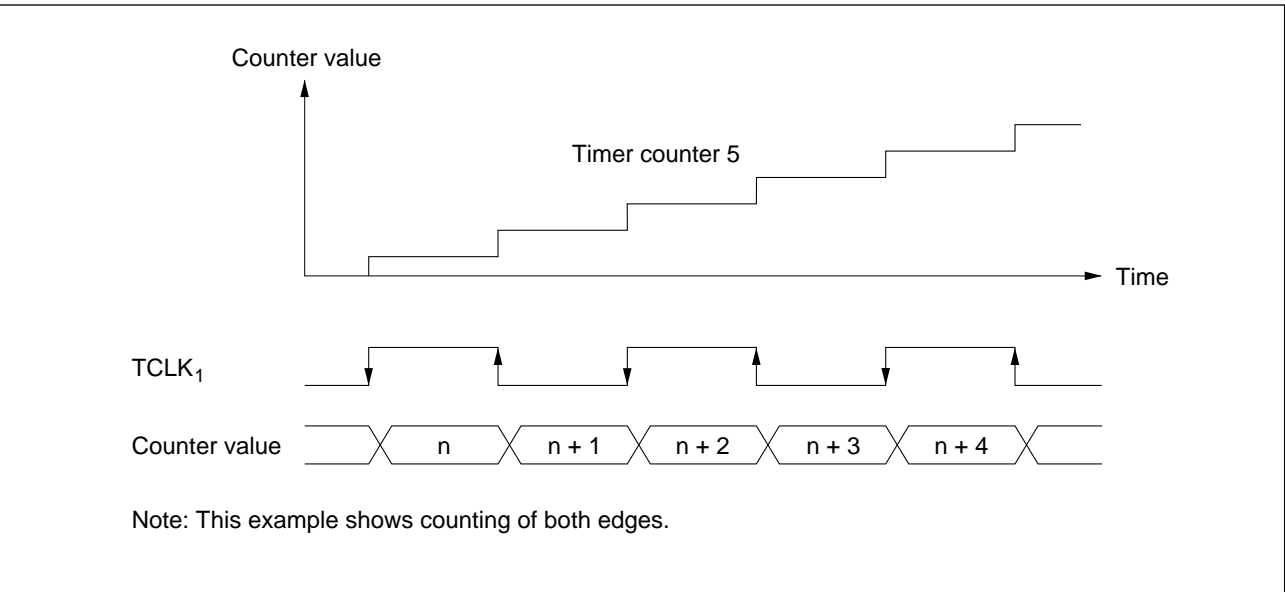 Counter value
Timer counter 5
Time
TCLK1
Counter value n n + 1 n + 2 n + 3 n + 4
Note: This example shows counting of both edges.